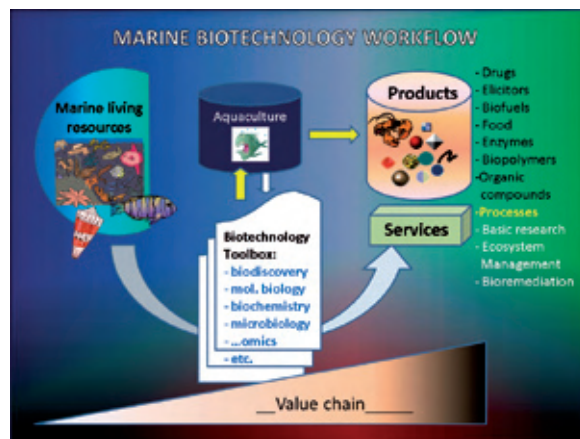 MARINE BIOTECHNOLOGY WORKFLOW
Marine living
resources
Aquaculture
Biotechnology
Toolbox:
- biodiscovery
- mol. biology
- biochemistry
- microbiology
- ...omics
- etc.
Products
Services
- Drugs
- Elicitors
- Biofuels
- Food
- Enzymes
- Biopolymers
-Organic
compounds
-Processes
- Basic research
- Ecosystem
Management
- Bioremediation
__Value chain_____